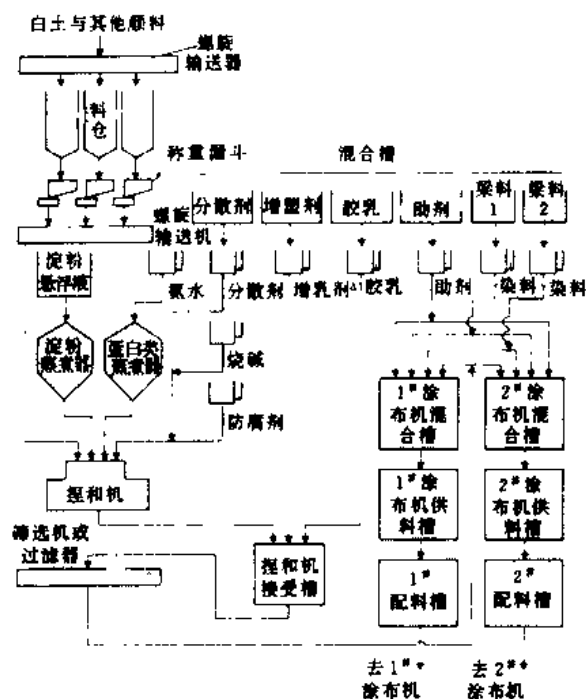 白土与其他颜料
螺旋
输送器
料
仓
称重漏斗
混合槽
分散剂
增塑剂
胶乳
助剂
染料
1
染料
2
螺旋
输送机
淀粉
悬浮液
氨水
分散剂
增乳剂
胶乳
助剂
染料
染料
淀粉
蒸煮器
蛋白类
蒸煮器
烧碱
防腐剂
1#涂
布机混
合槽
2#涂
布机混
合槽
捏和机
1#涂
布机供
料槽
2#涂
布机供
料槽
筛选机或
过滤器
捏和机
接受槽
1#
配料槽
2#
配料槽
去1#
涂布机
去2#
涂布机